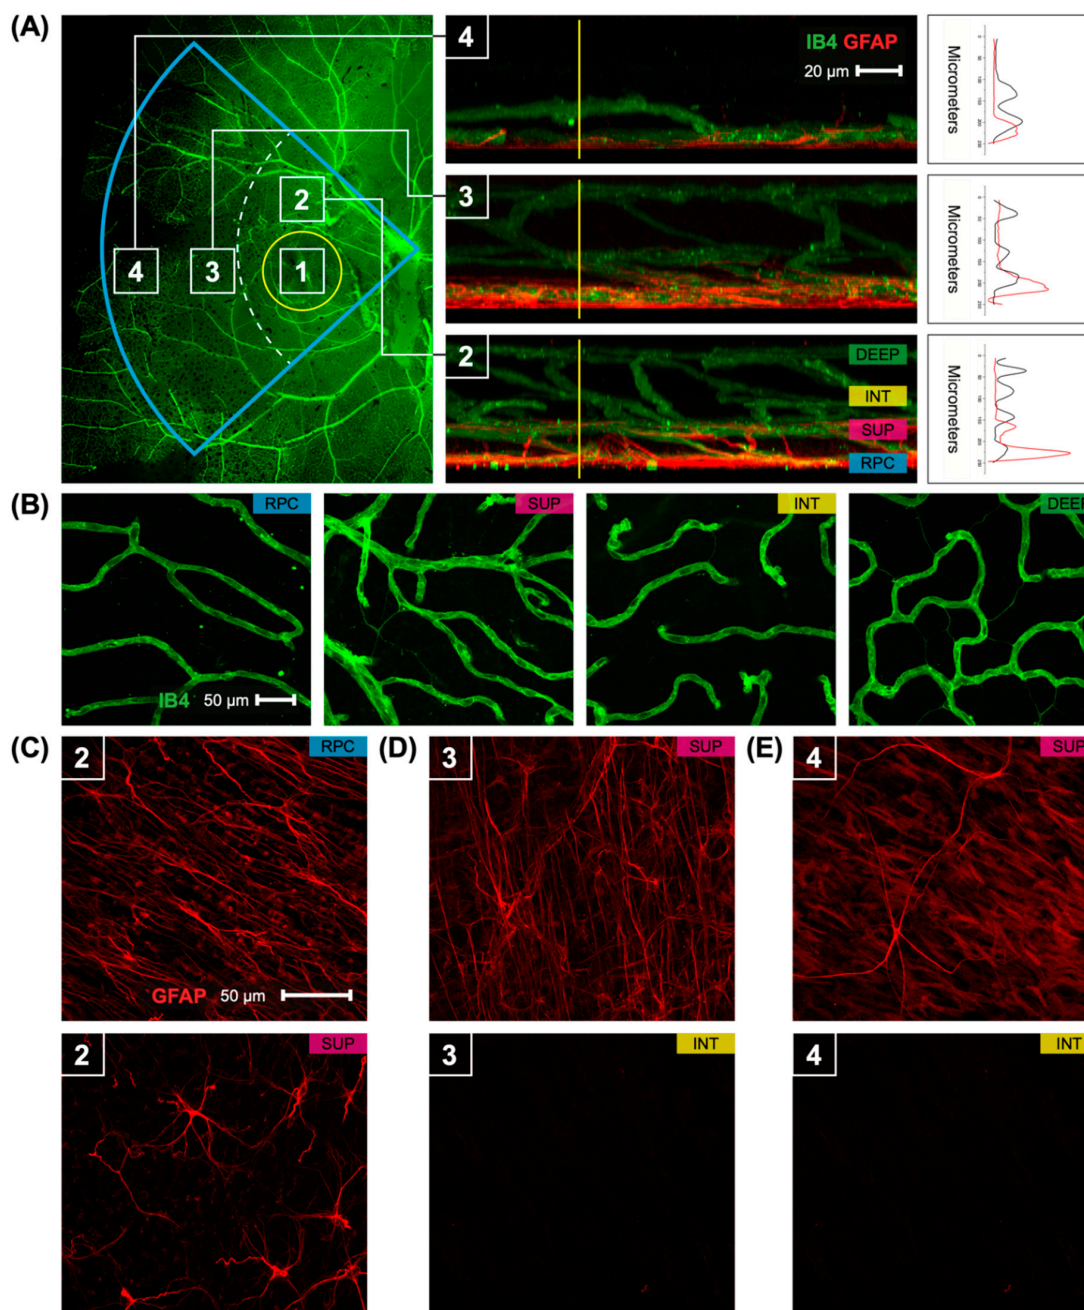 (A)
4
3
2
1
4
3
2
IB4 GFAP
20 µm
DEEP
INT
SUP
RPC
Micrometers
Micrometers
Micrometers
(B)
RPC
SUP
INT
DEEP
IB4 50 µm
(C)
2
RPC
GFAP 50 µm
2
SUP
(D)
3
SUP
3
INT
(E)
4
SUP
4
INT